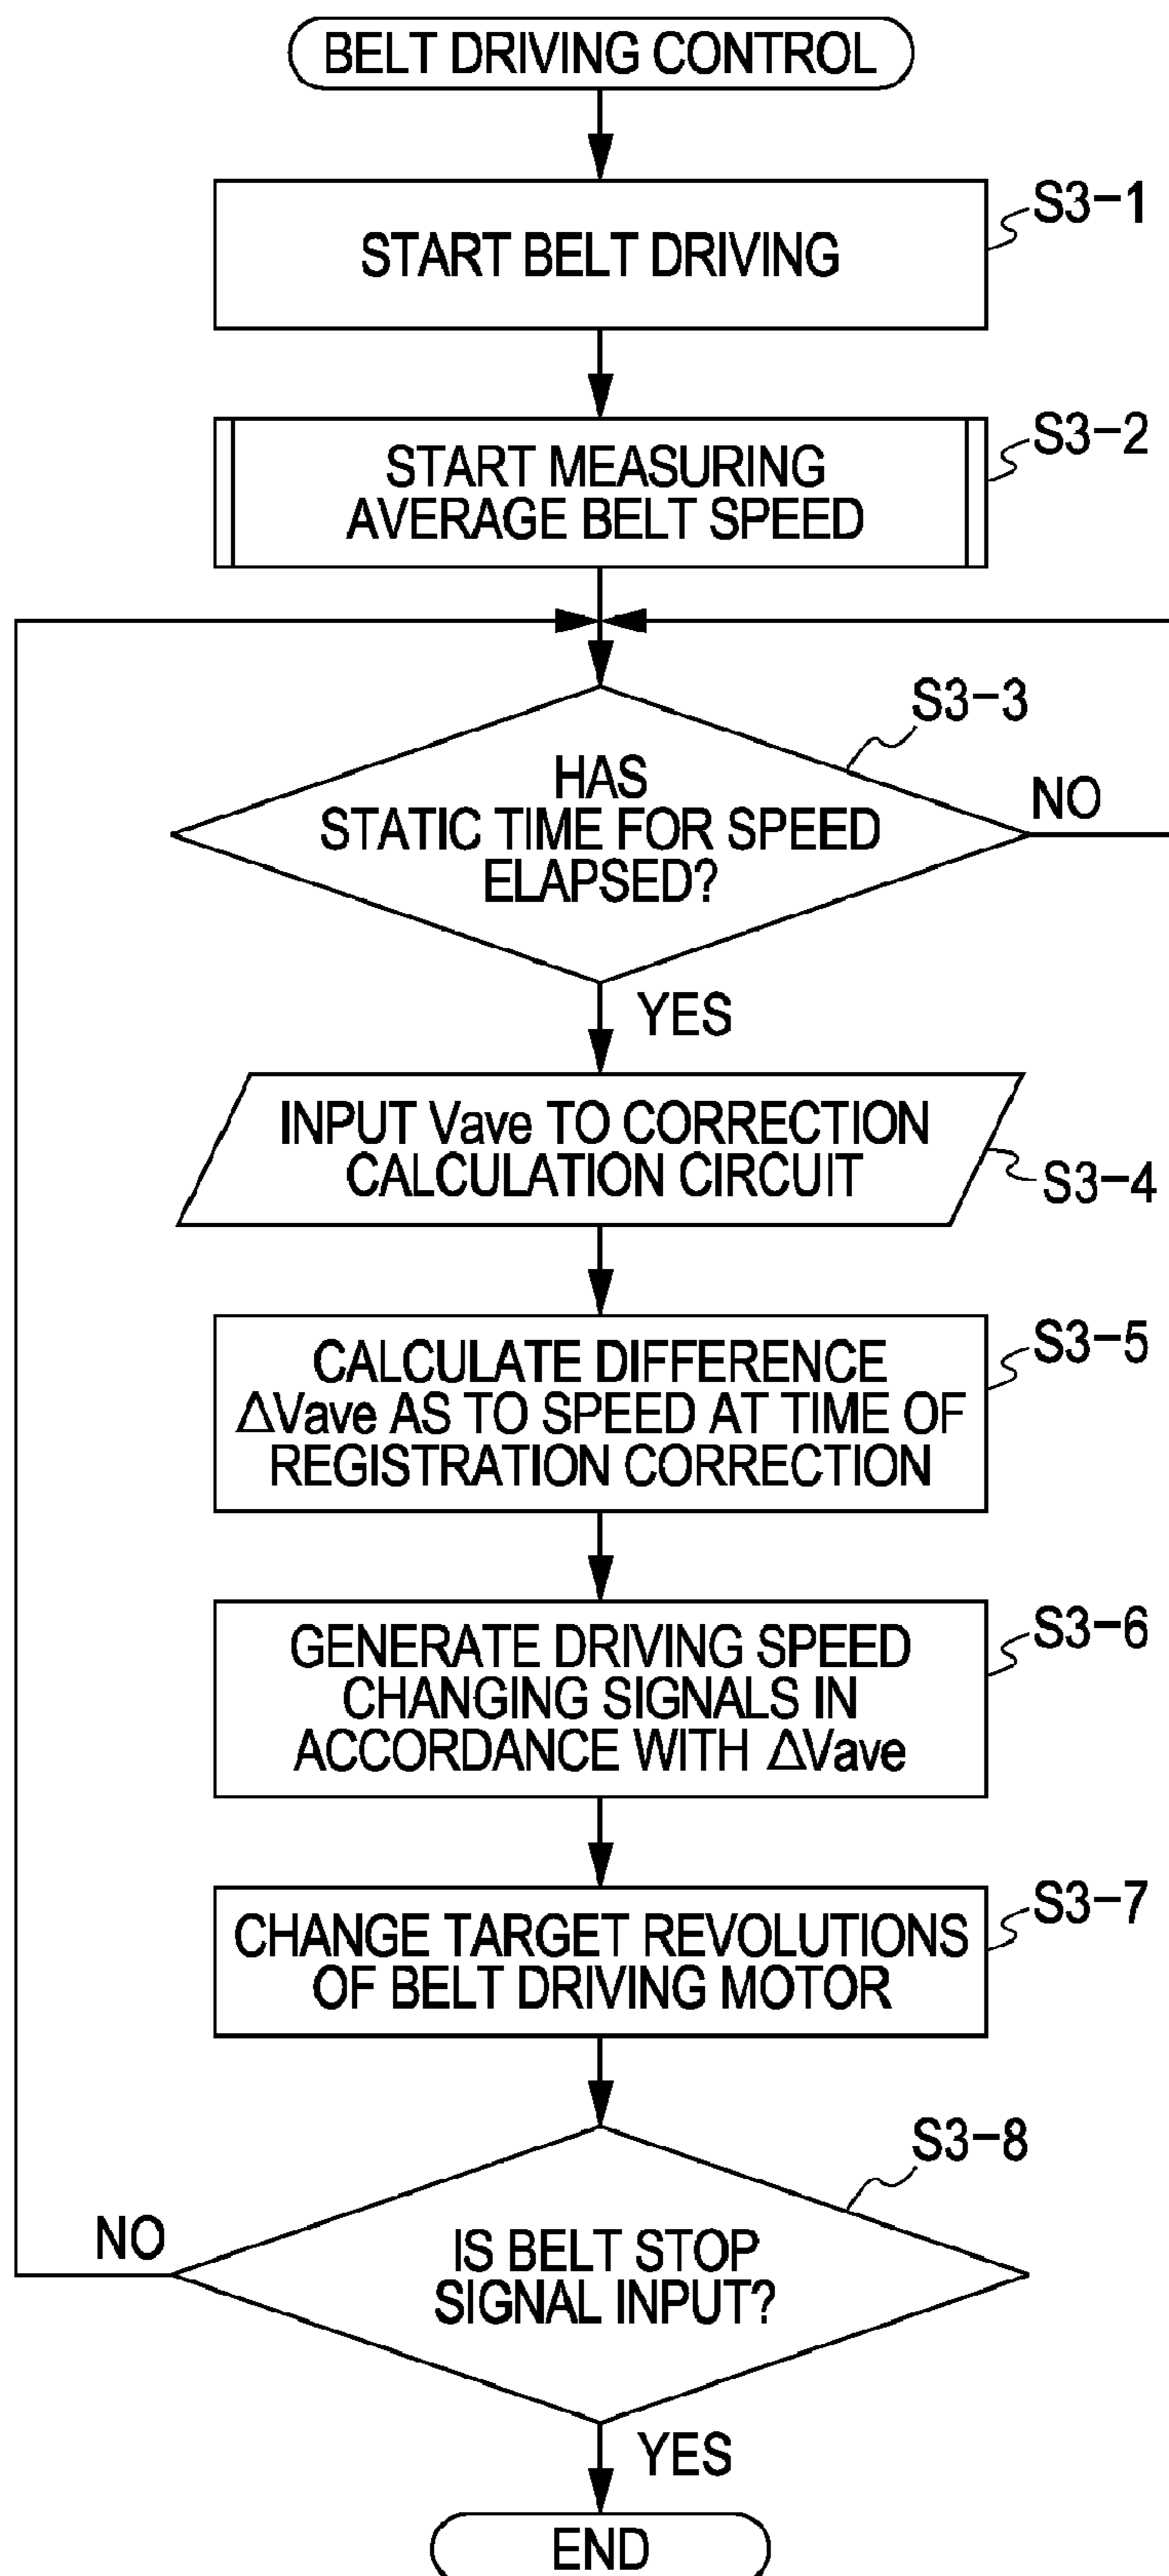 BELT DRIVING CONTROL
S3-1
START BELT DRIVING
S3-2
START MEASURING
AVERAGE BELT SPEED
S3-3
HAS
STATIC TIME FOR SPEED
ELAPSED?
NO
YES
INPUT Vave TO CORRECTION
CALCULATION CIRCUIT
S3-4
S3-5
CALCULATE DIFFERENCE
ΔVave AS TO SPEED AT TIME OF
REGISTRATION CORRECTION
S3-6
GENERATE DRIVING SPEED
CHANGING SIGNALS IN
ACCORDANCE WITH ΔVave
S3-7
CHANGE TARGET REVOLUTIONS
OF BELT DRIVING MOTOR
S3-8
NO
IS BELT STOP
SIGNAL INPUT?
YES
END